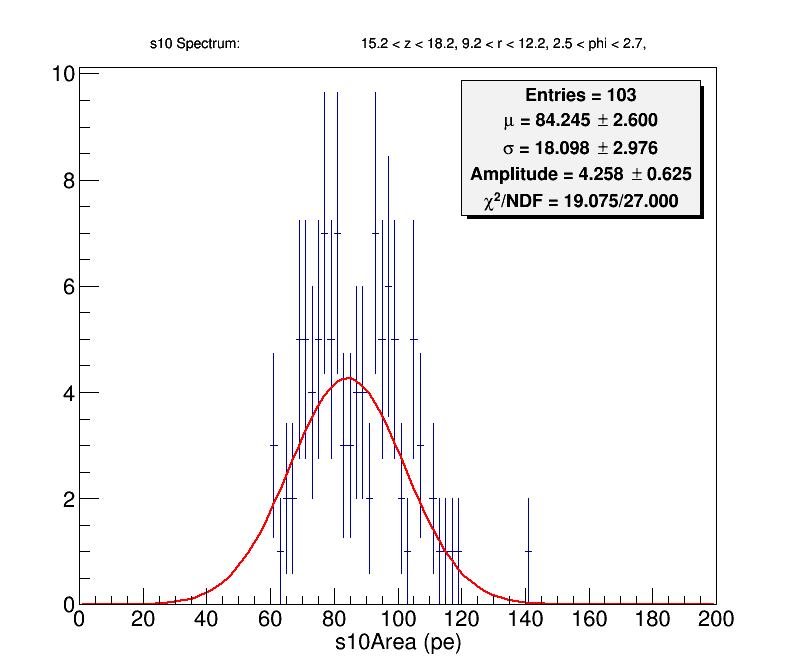 s10 Spectrum: 15.2 < z < 18.2, 9.2 < r < 12.2, 2.5 < phi < 2.7,
10
Entries = 103
μ = 84.245 ± 2.600
σ = 18.098 ± 2.976
Amplitude = 4.258 ± 0.625
χ²/NDF = 19.075/27.000
8
6
4
2
0
0 20 40 60 80 100 120 140 160 180 200
s10Area (pe)